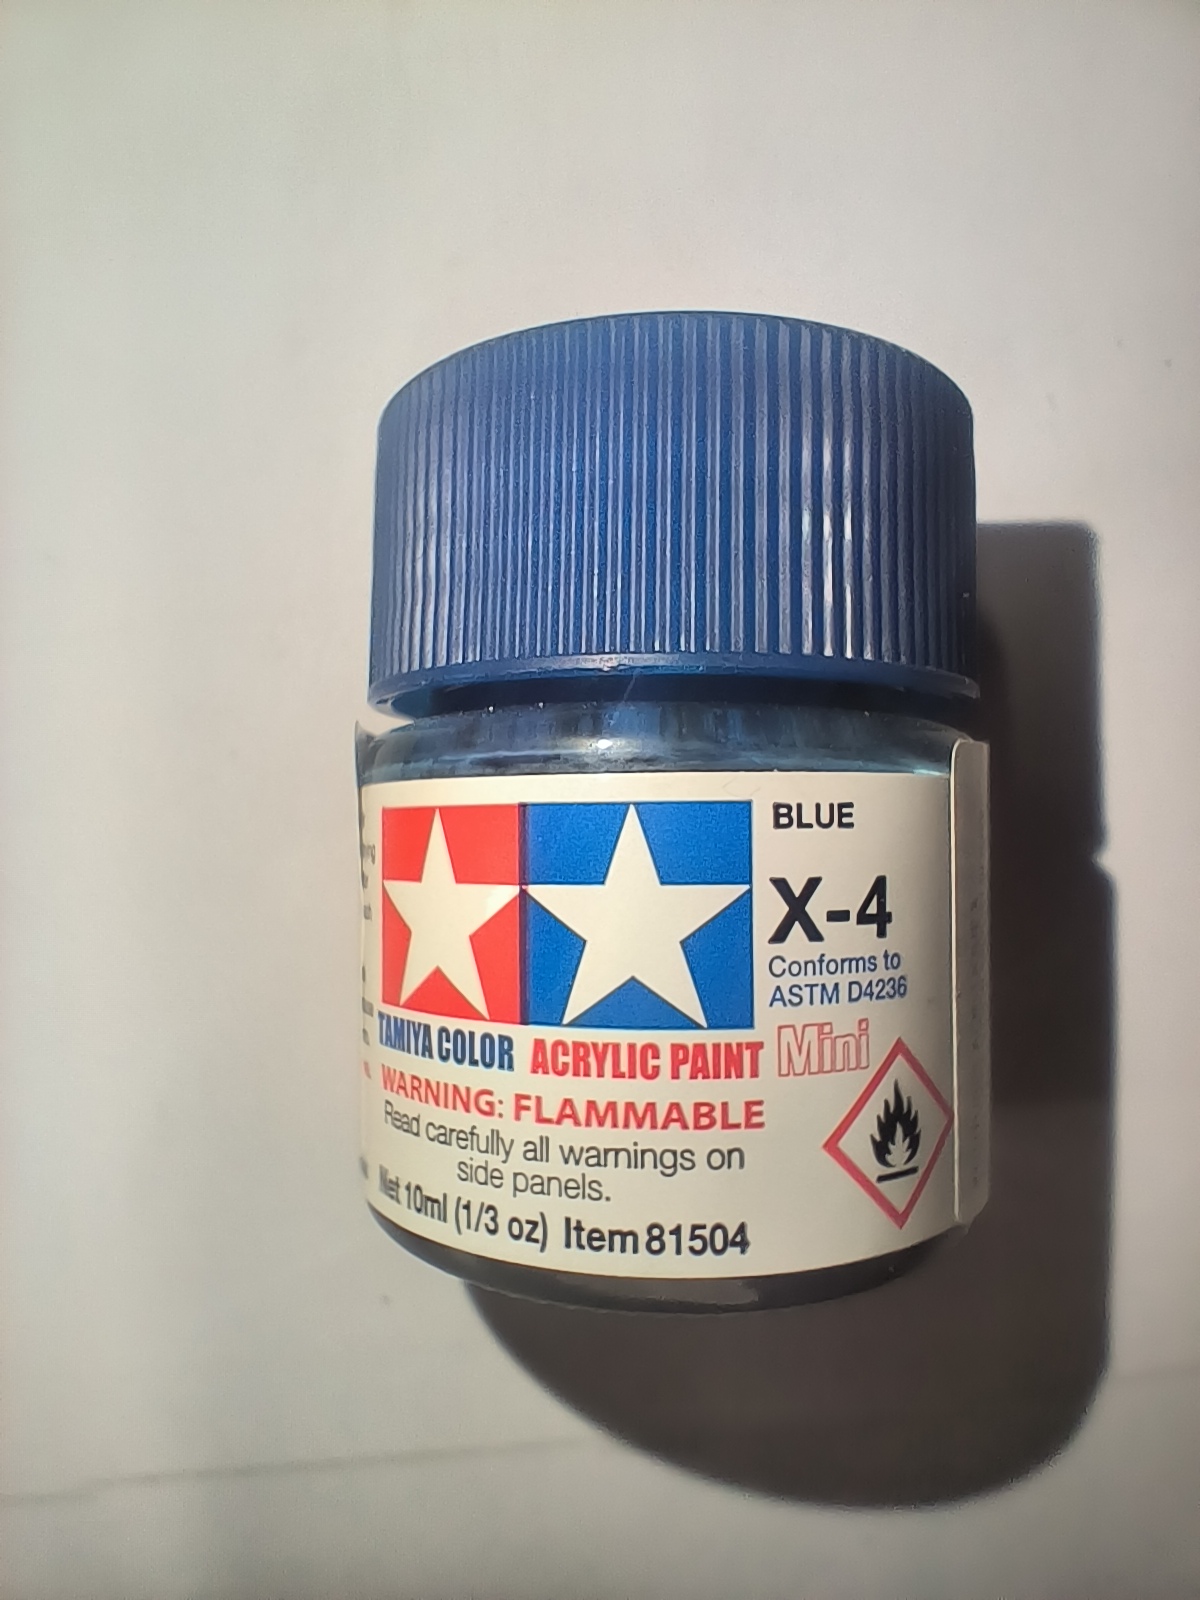 BLUE
X-4
Conforms to
ASTM D4236
TAMIYA COLOR ACRYLIC PAINT Mini
WARNING: FLAMMABLE
Read carefully all warnings on
side panels.
Net 10ml (1/3 oz) Item 81504